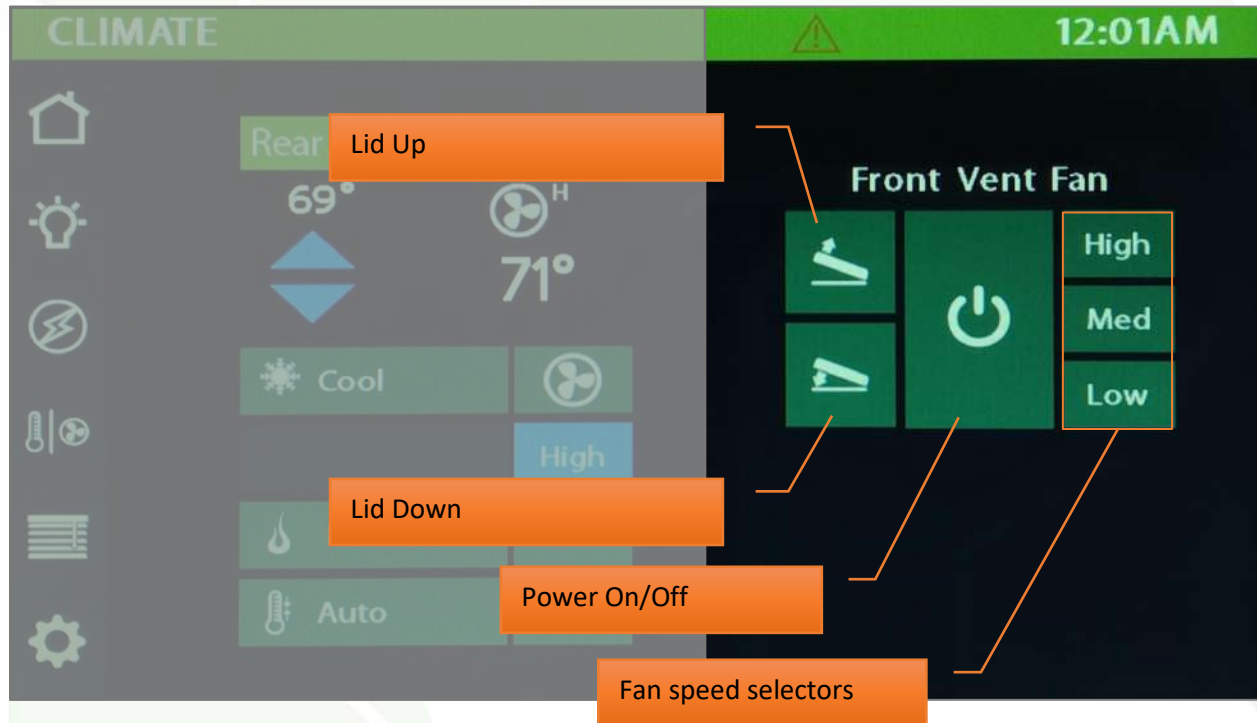 CLIMATE
12:01AM
Rear
69°
H
71°
Cool
High
Auto
Lid Up
Lid Down
Power On/Off
Fan speed selectors
Front Vent Fan
High
Med
Low